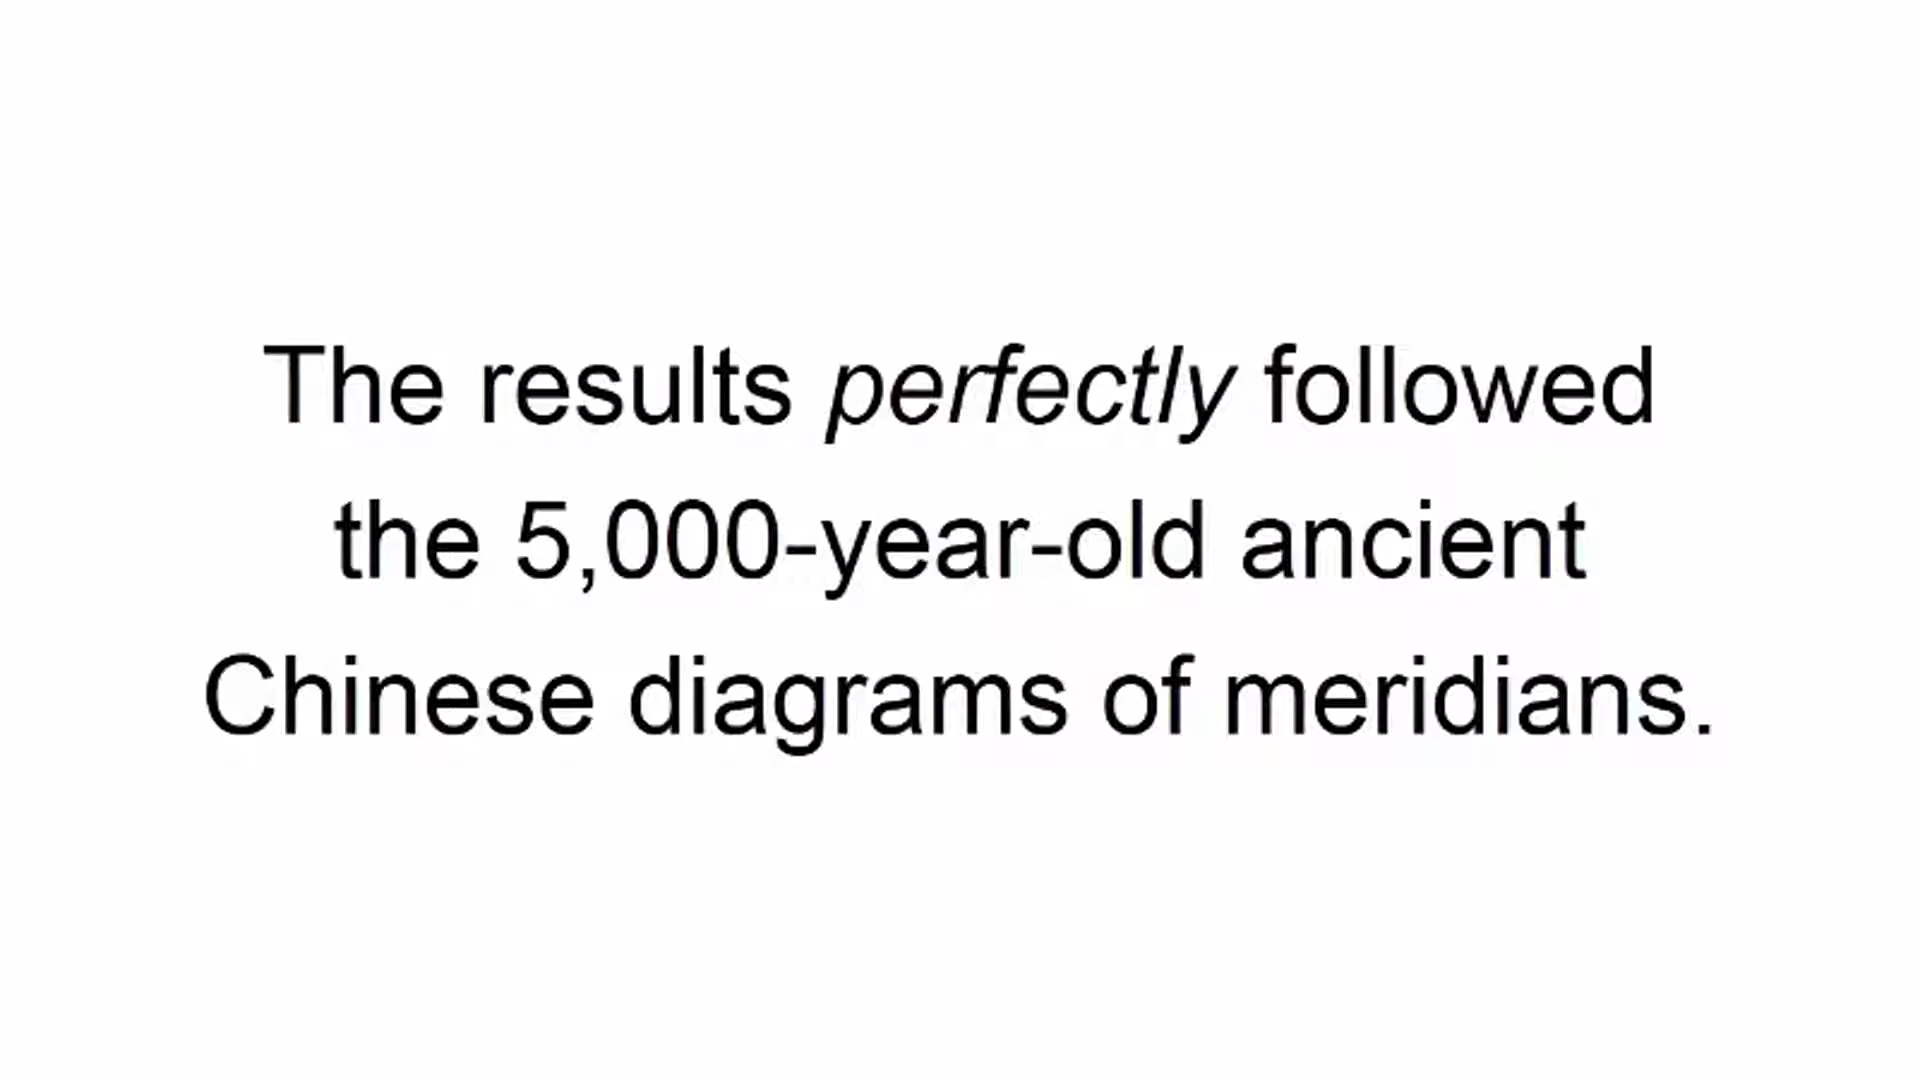 The results perfectly followed
the 5,000-year-old ancient
Chinese diagrams of meridians.